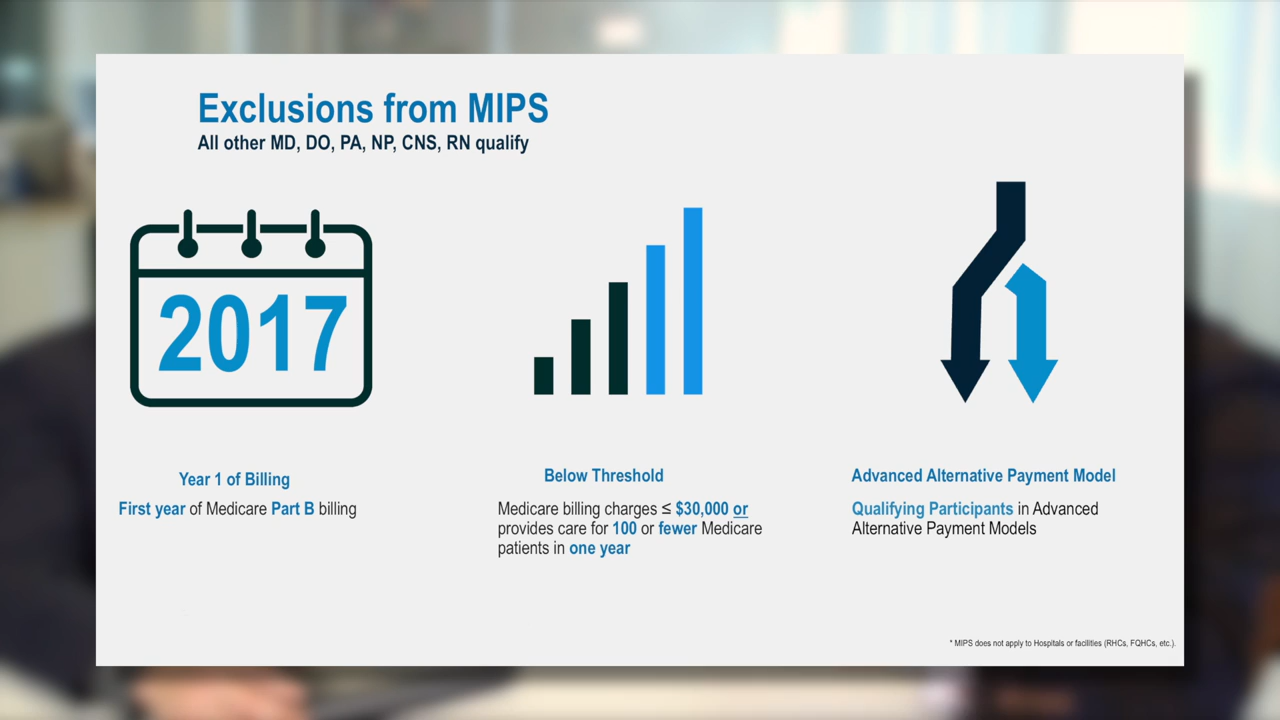 Exclusions from MIPS
All other MD, DO, PA, NP, CNS, RN qualify
2017
Year 1 of Billing
First year of Medicare Part B billing
Below Threshold
Medicare billing charges ≤ $30,000 or
provides care for 100 or fewer Medicare
patients in one year
Advanced Alternative Payment Model
Qualifying Participants in Advanced
Alternative Payment Models
* MIPS does not apply to Hospitals or facilities (RHCs, FQHCs, etc.).